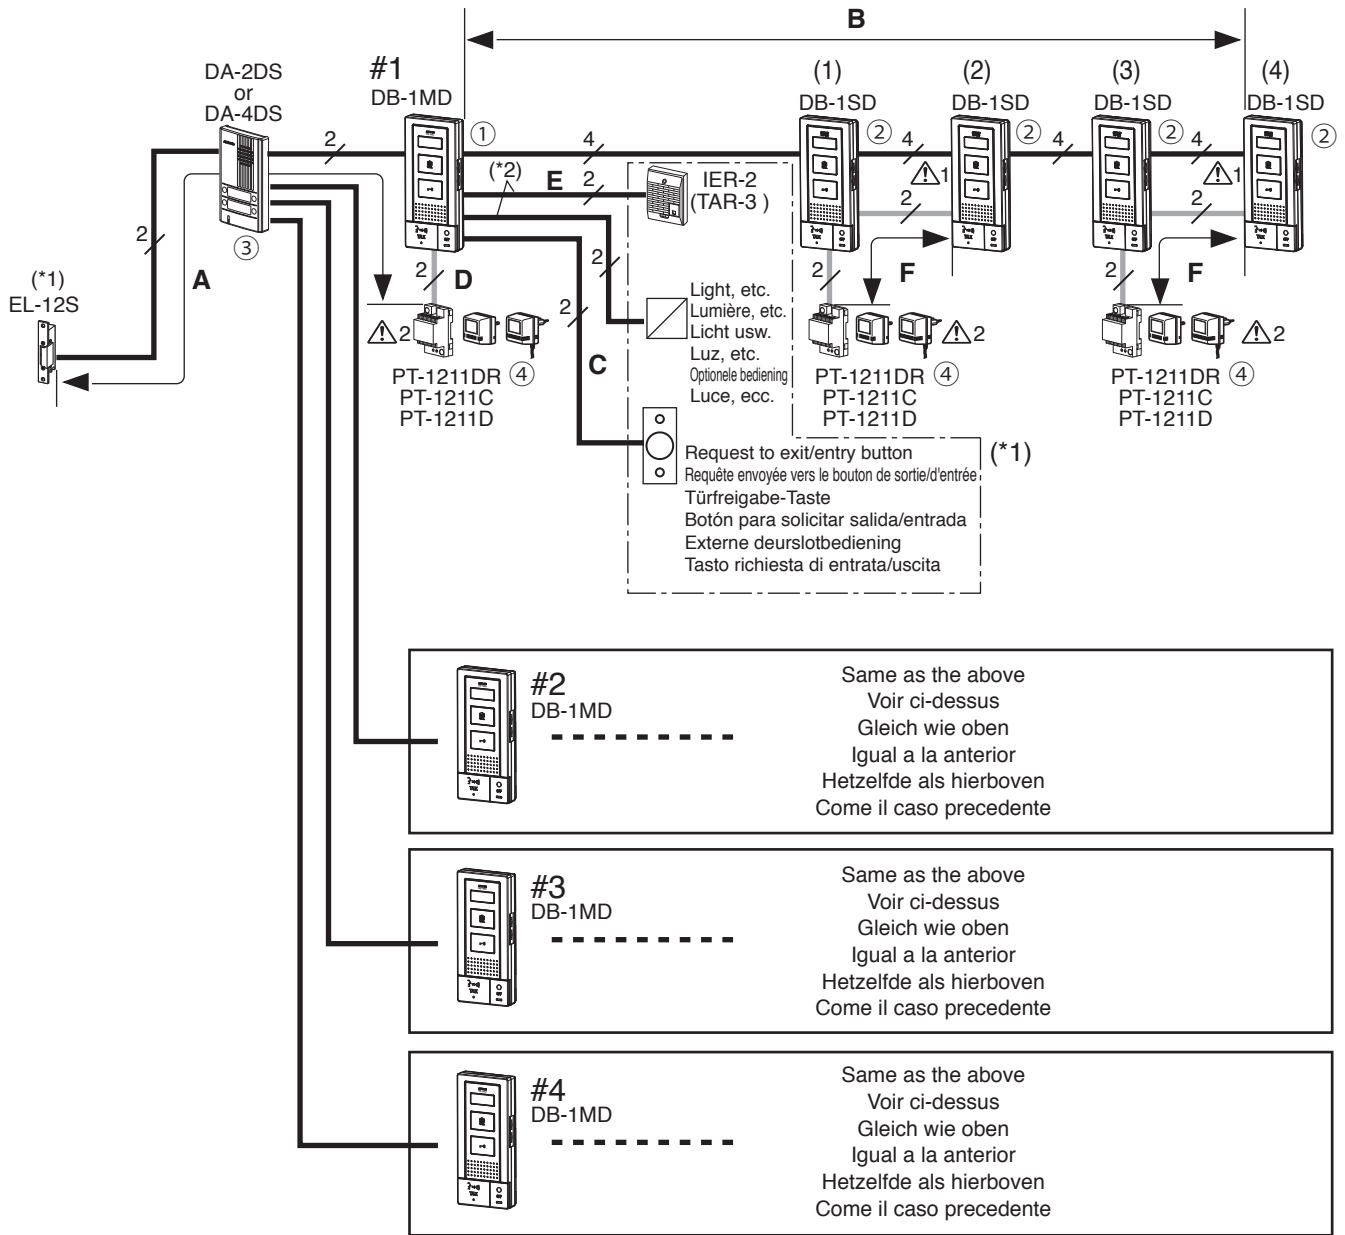 B
#1
DB-1MD
①
DA-2DS
or
DA-4DS
③
(1)
DB-1SD
②
(2)
DB-1SD
②
(3)
DB-1SD
②
(4)
DB-1SD
②
2
4
4
4
4
(*2)
E
2
IER-2
(TAR-3 )
⚠1
⚠1
2
2
2
A
(*1)
EL-12S
2
D
⚠2
2
2
C
2
F
⚠2
2
F
⚠2
PT-1211DR ④
PT-1211C
PT-1211D
Light, etc.
Lumière, etc.
Licht usw.
Luz, etc.
Optionele bediening
Luce, ecc.
PT-1211DR ④
PT-1211C
PT-1211D
PT-1211DR ④
PT-1211C
PT-1211D
(*1)
Request to exit/entry button
Requête envoyée vers le bouton de sortie/d'entrée
Türfreigabe-Taste
Botón para solicitar salida/entrada
Externe deurslotbediening
Tasto richiesta di entrata/uscita
#2
DB-1MD
Same as the above
Voir ci-dessus
Gleich wie oben
Igual a la anterior
Hetzelfde als hierboven
Come il caso precedente
#3
DB-1MD
Same as the above
Voir ci-dessus
Gleich wie oben
Igual a la anterior
Hetzelfde als hierboven
Come il caso precedente
#4
DB-1MD
Same as the above
Voir ci-dessus
Gleich wie oben
Igual a la anterior
Hetzelfde als hierboven
Come il caso precedente